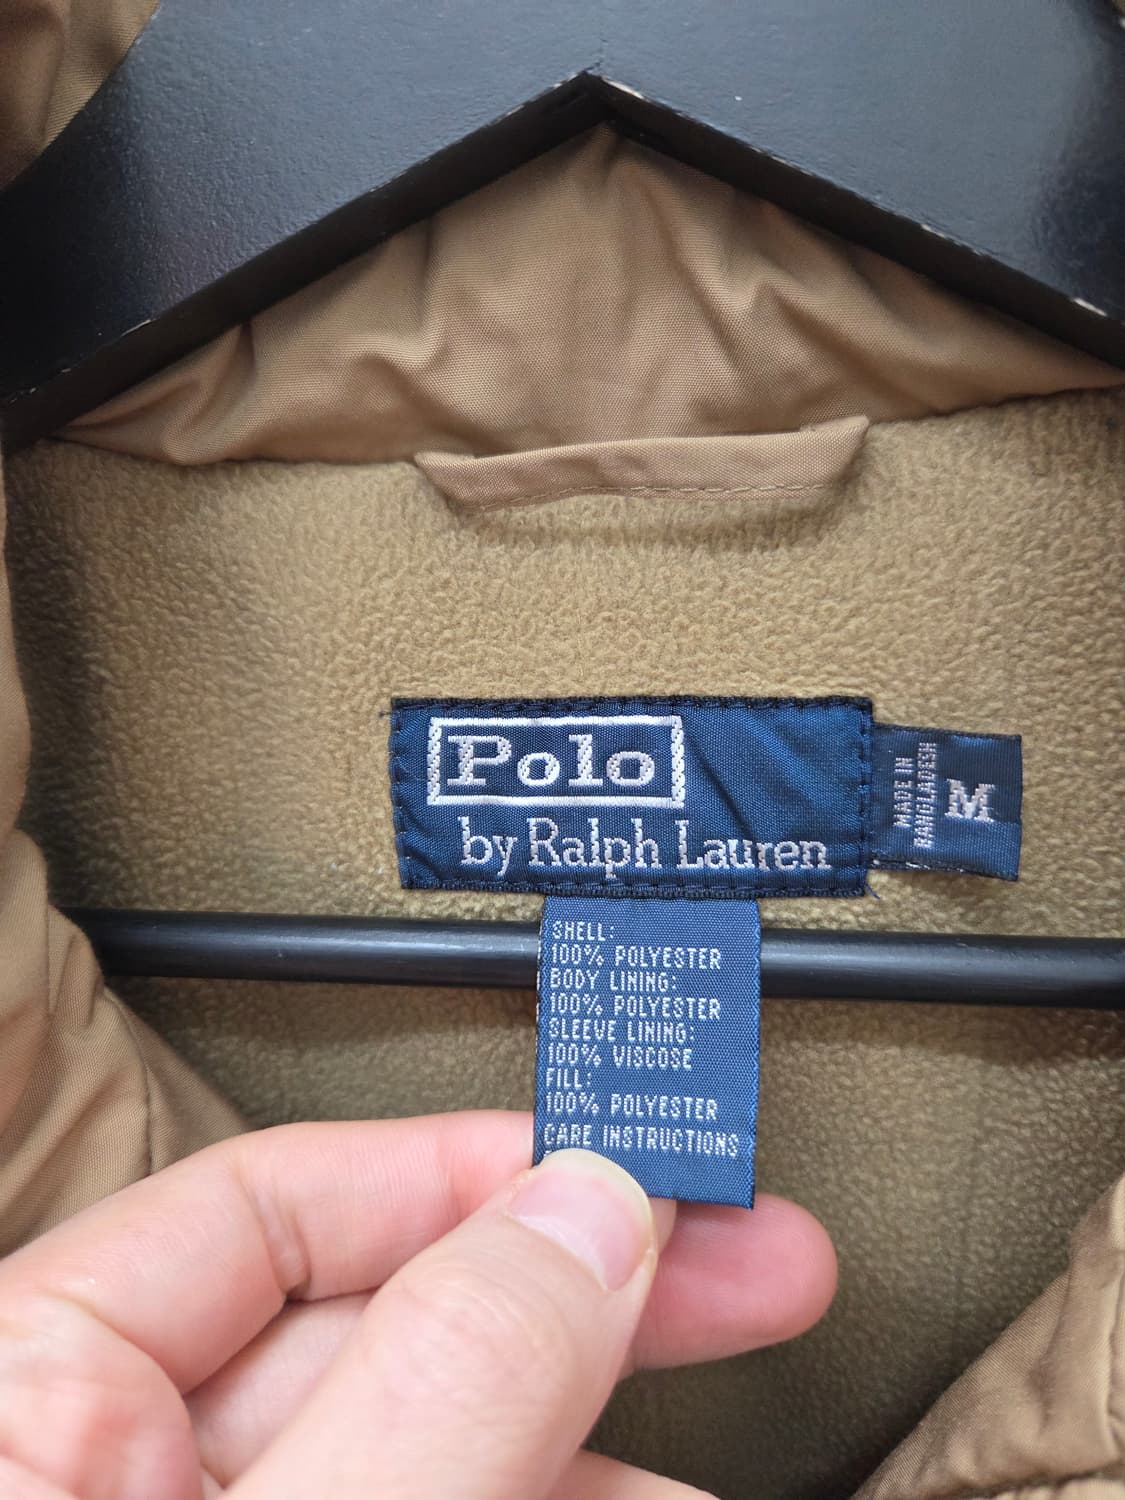 Polo
by Ralph Lauren
MADE IN
BANGLADESH
M
SHELL:
100% POLYESTER
BODY LINING:
100% POLYESTER
SLEEVE LINING:
100% VISCOSE
FILL:
100% POLYESTER
CARE INSTRUCTIONS